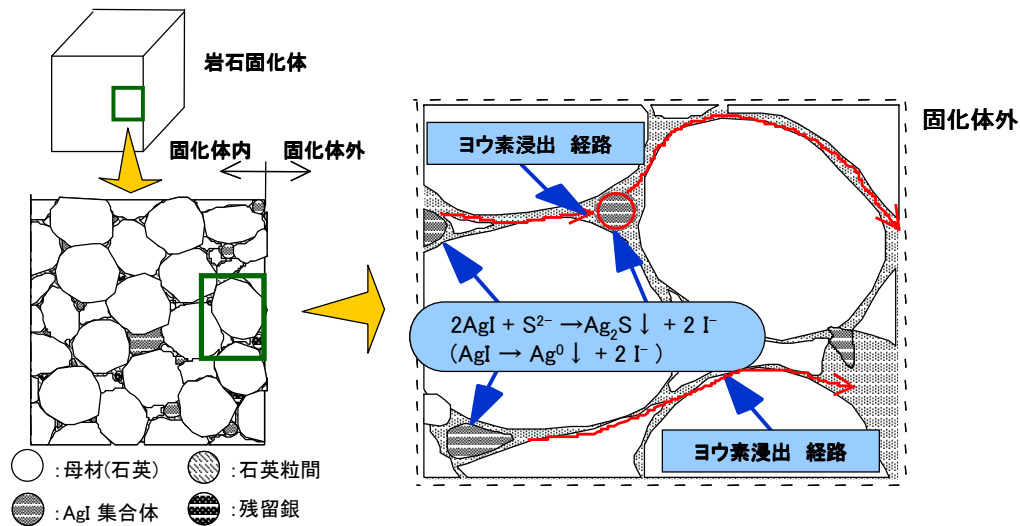 岩石固化体
固化体内
固化体外
固化体外
ヨウ素浸出 経路
2AgI + S²⁻ →Ag₂S ↓ + 2 I⁻
(AgI → Ag⁰ ↓ + 2 I⁻ )
ヨウ素浸出 経路
:母材(石英)
:石英粒間
:AgI 集合体
:残留銀